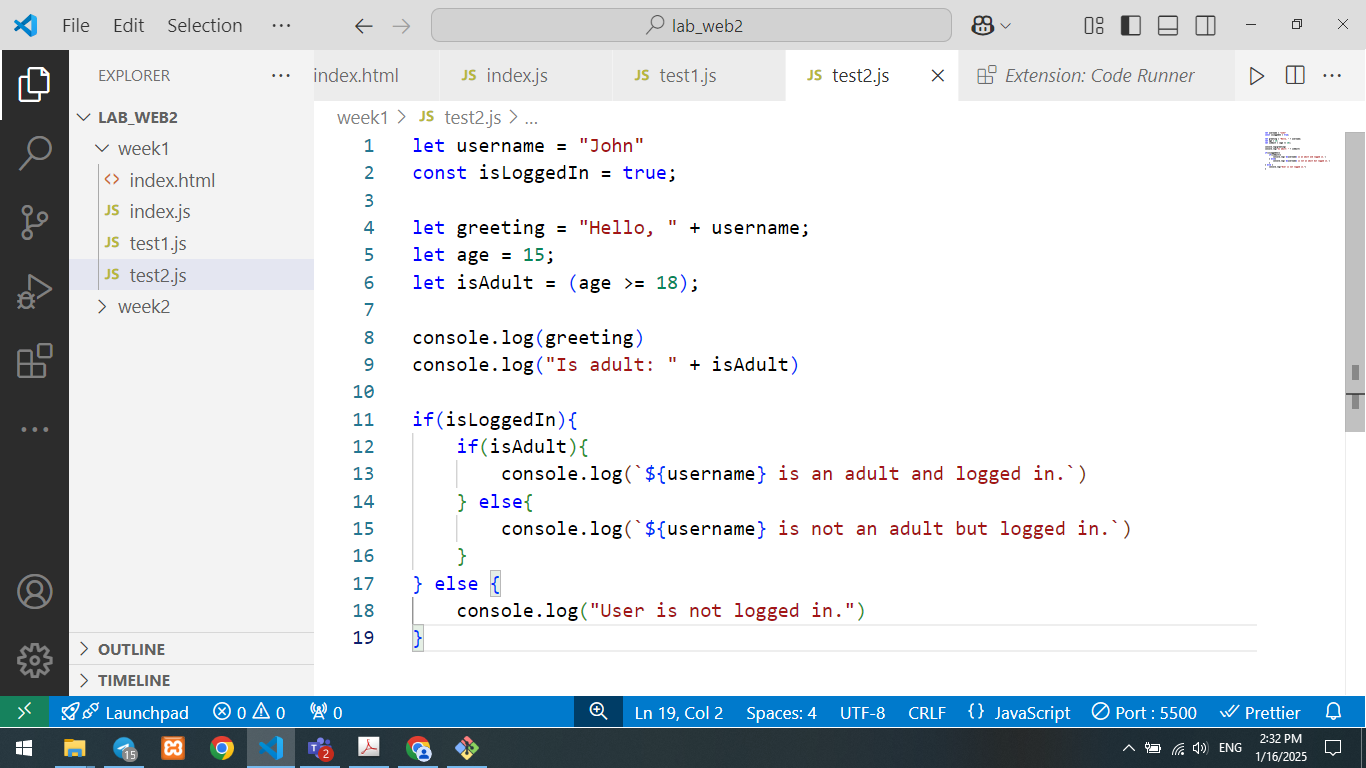 File Edit Selection ... lab_web2
EXPLORER ... index.html JS index.js JS test1.js JS test2.js Extension: Code Runner ...
LAB_WEB2
week1
index.html
JS index.js
JS test1.js
JS test2.js
week2
OUTLINE
TIMELINE
week1 > JS test2.js > ...
1 let username = "John"
2 const isLoggedIn = true;
3
4 let greeting = "Hello, " + username;
5 let age = 15;
6 let isAdult = (age >= 18);
7
8 console.log(greeting)
9 console.log("Is adult: " + isAdult)
10
11 if(isLoggedIn){
12     if(isAdult){
13         console.log(`${username} is an adult and logged in.`)
14     } else{
15         console.log(`${username} is not an adult but logged in.`)
16     }
17 } else {
18     console.log("User is not logged in.")
19 }
Launchpad 0 0 0 Ln 19, Col 2 Spaces: 4 UTF-8 CRLF {} JavaScript Port : 5500 Prettier
15 2 ENG 2:32 PM
1/16/2025